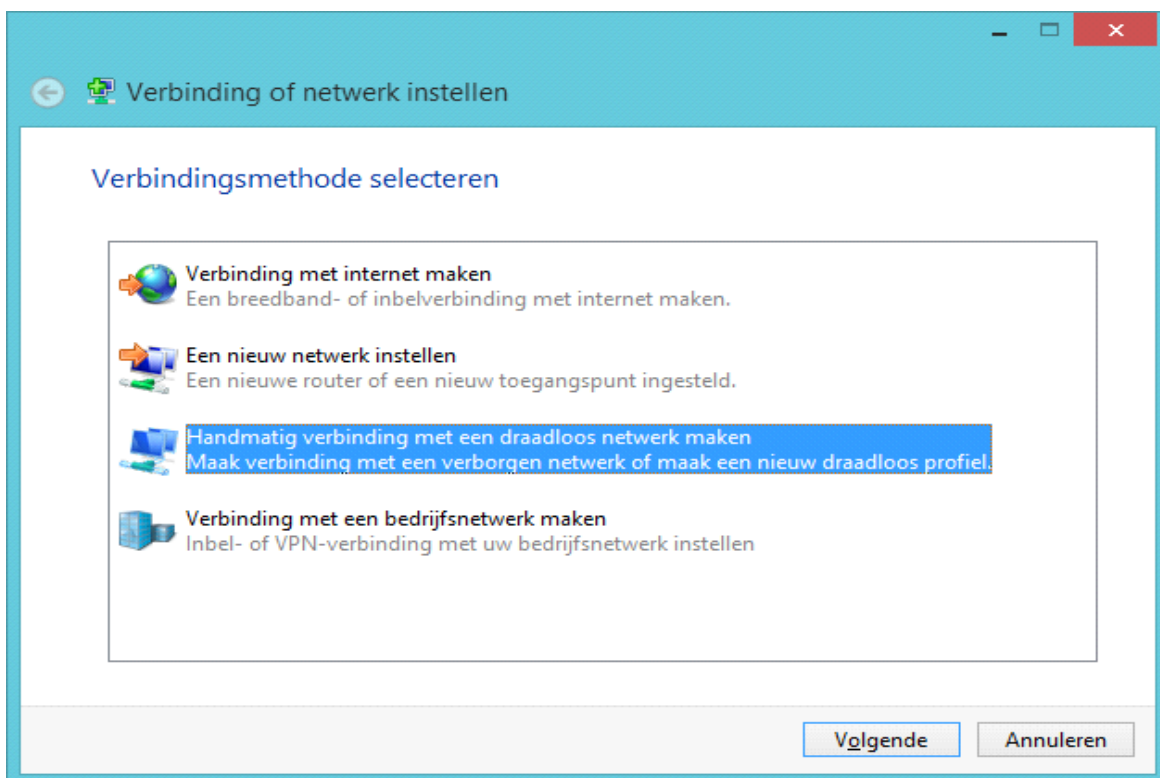 Verbinding of netwerk instellen
Verbindingsmethode selecteren
Verbinding met internet maken
Een breedband- of inbelverbinding met internet maken.
Een nieuw netwerk instellen
Een nieuwe router of een nieuw toegangspunt ingesteld.
Handmatig verbinding met een draadloos netwerk maken
Maak verbinding met een verborgen netwerk of maak een nieuw draadloos profiel.
Verbinding met een bedrijfsnetwerk maken
Inbel- of VPN-verbinding met uw bedrijfsnetwerk instellen
Volgende
Annuleren